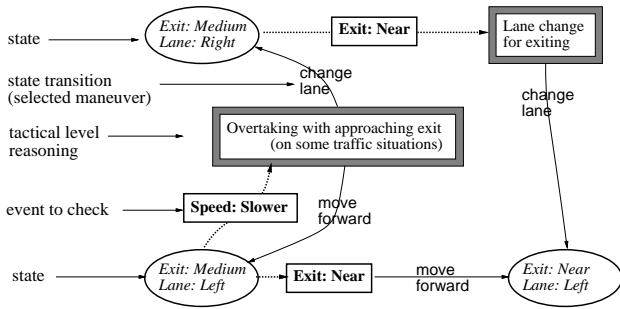 state
Exit: Medium
Lane: Right
Exit: Near
Lane change
for exiting
state transition
(selected maneuver)
change
lane
change
lane
tactical level
reasoning
Overtaking with approaching exit
(on some traffic situations)
event to check
Speed: Slower
move
forward
state
Exit: Medium
Lane: Left
Exit: Near
move
forward
Exit: Near
Lane: Left